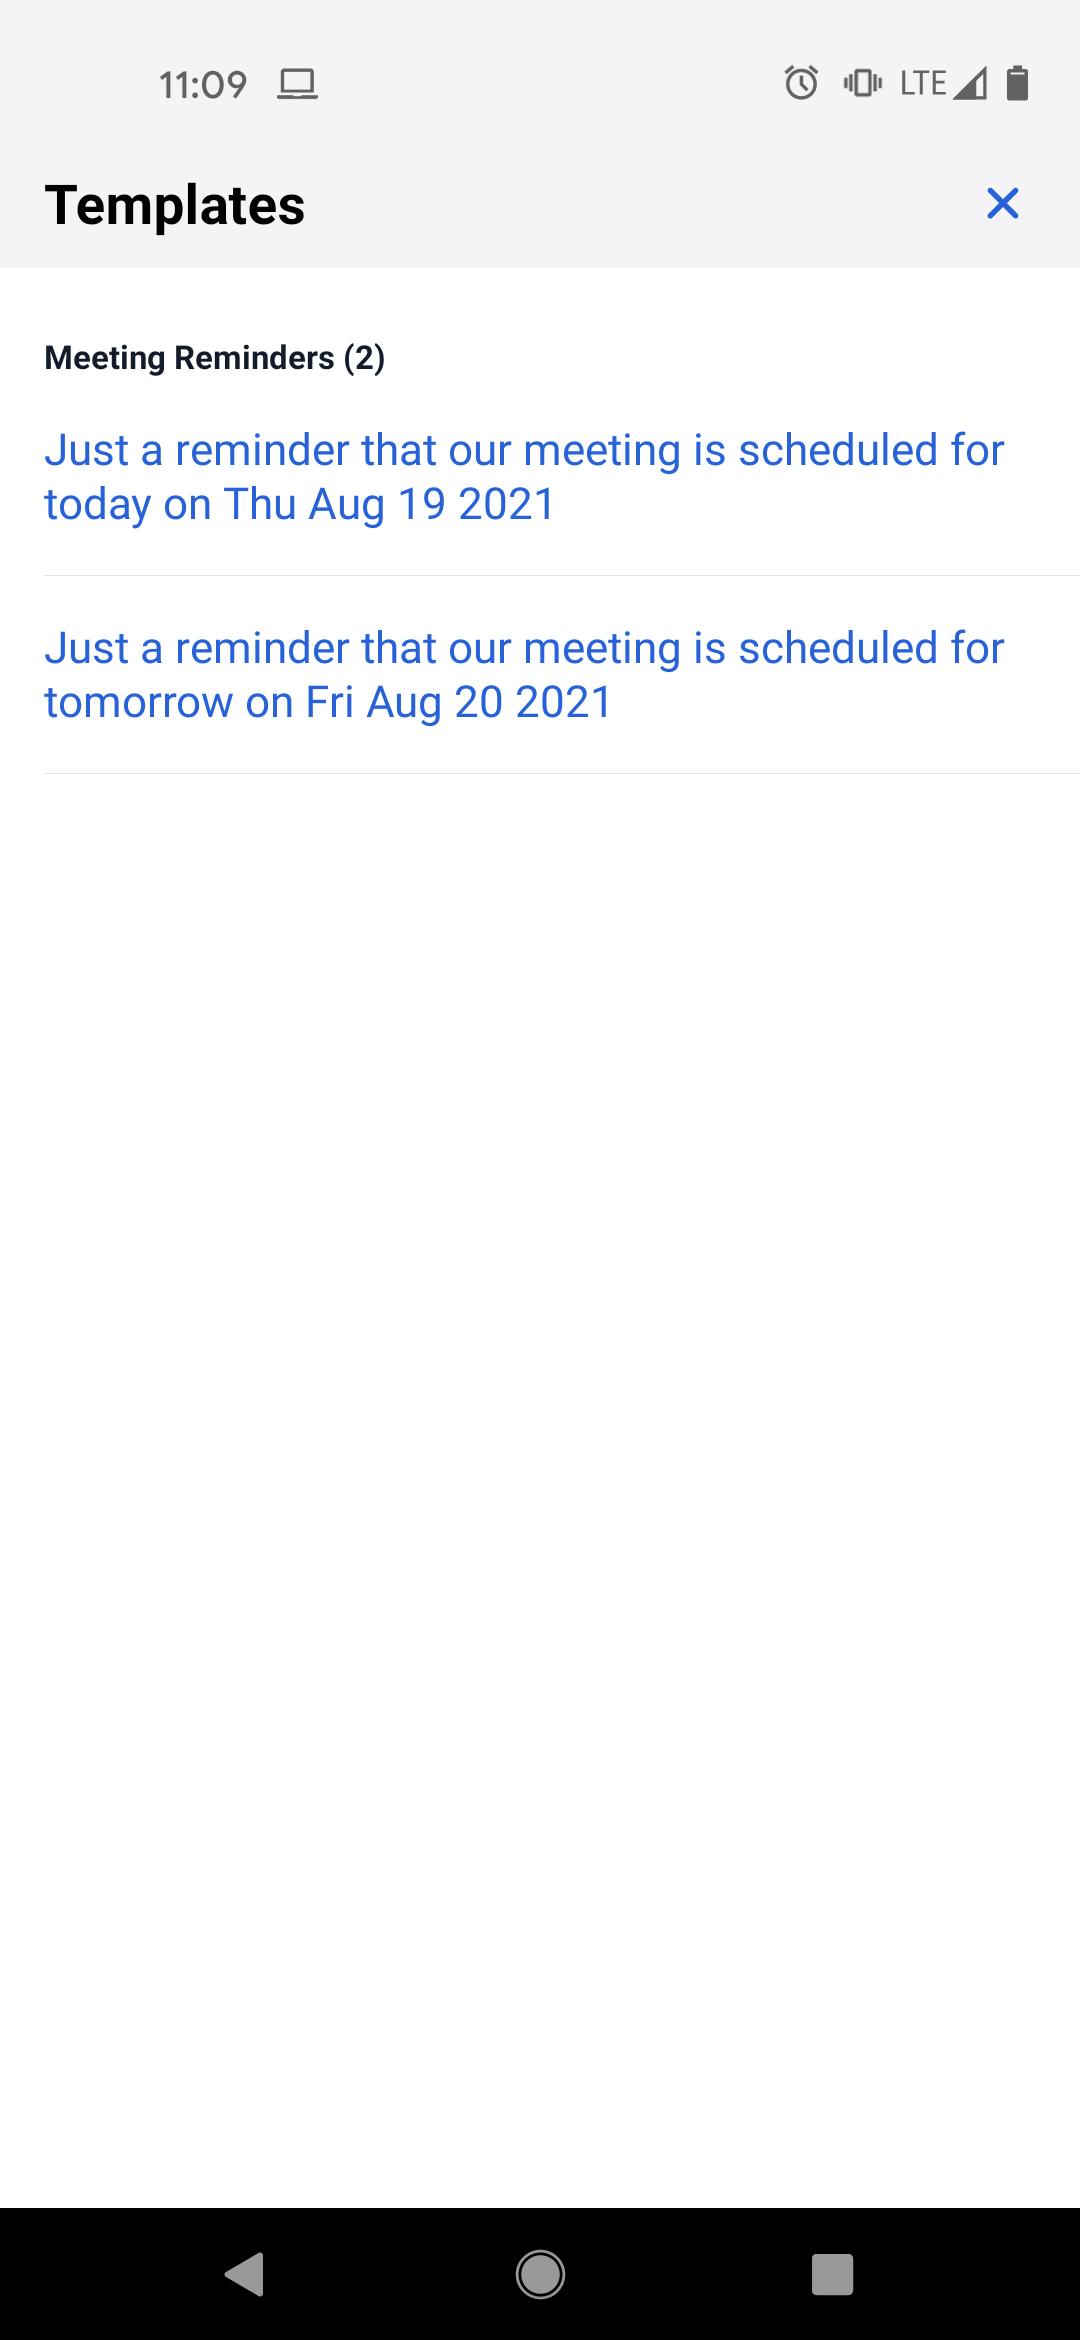 11:09
LTE
Templates
Meeting Reminders (2)
Just a reminder that our meeting is scheduled for
today on Thu Aug 19 2021
Just a reminder that our meeting is scheduled for
tomorrow on Fri Aug 20 2021